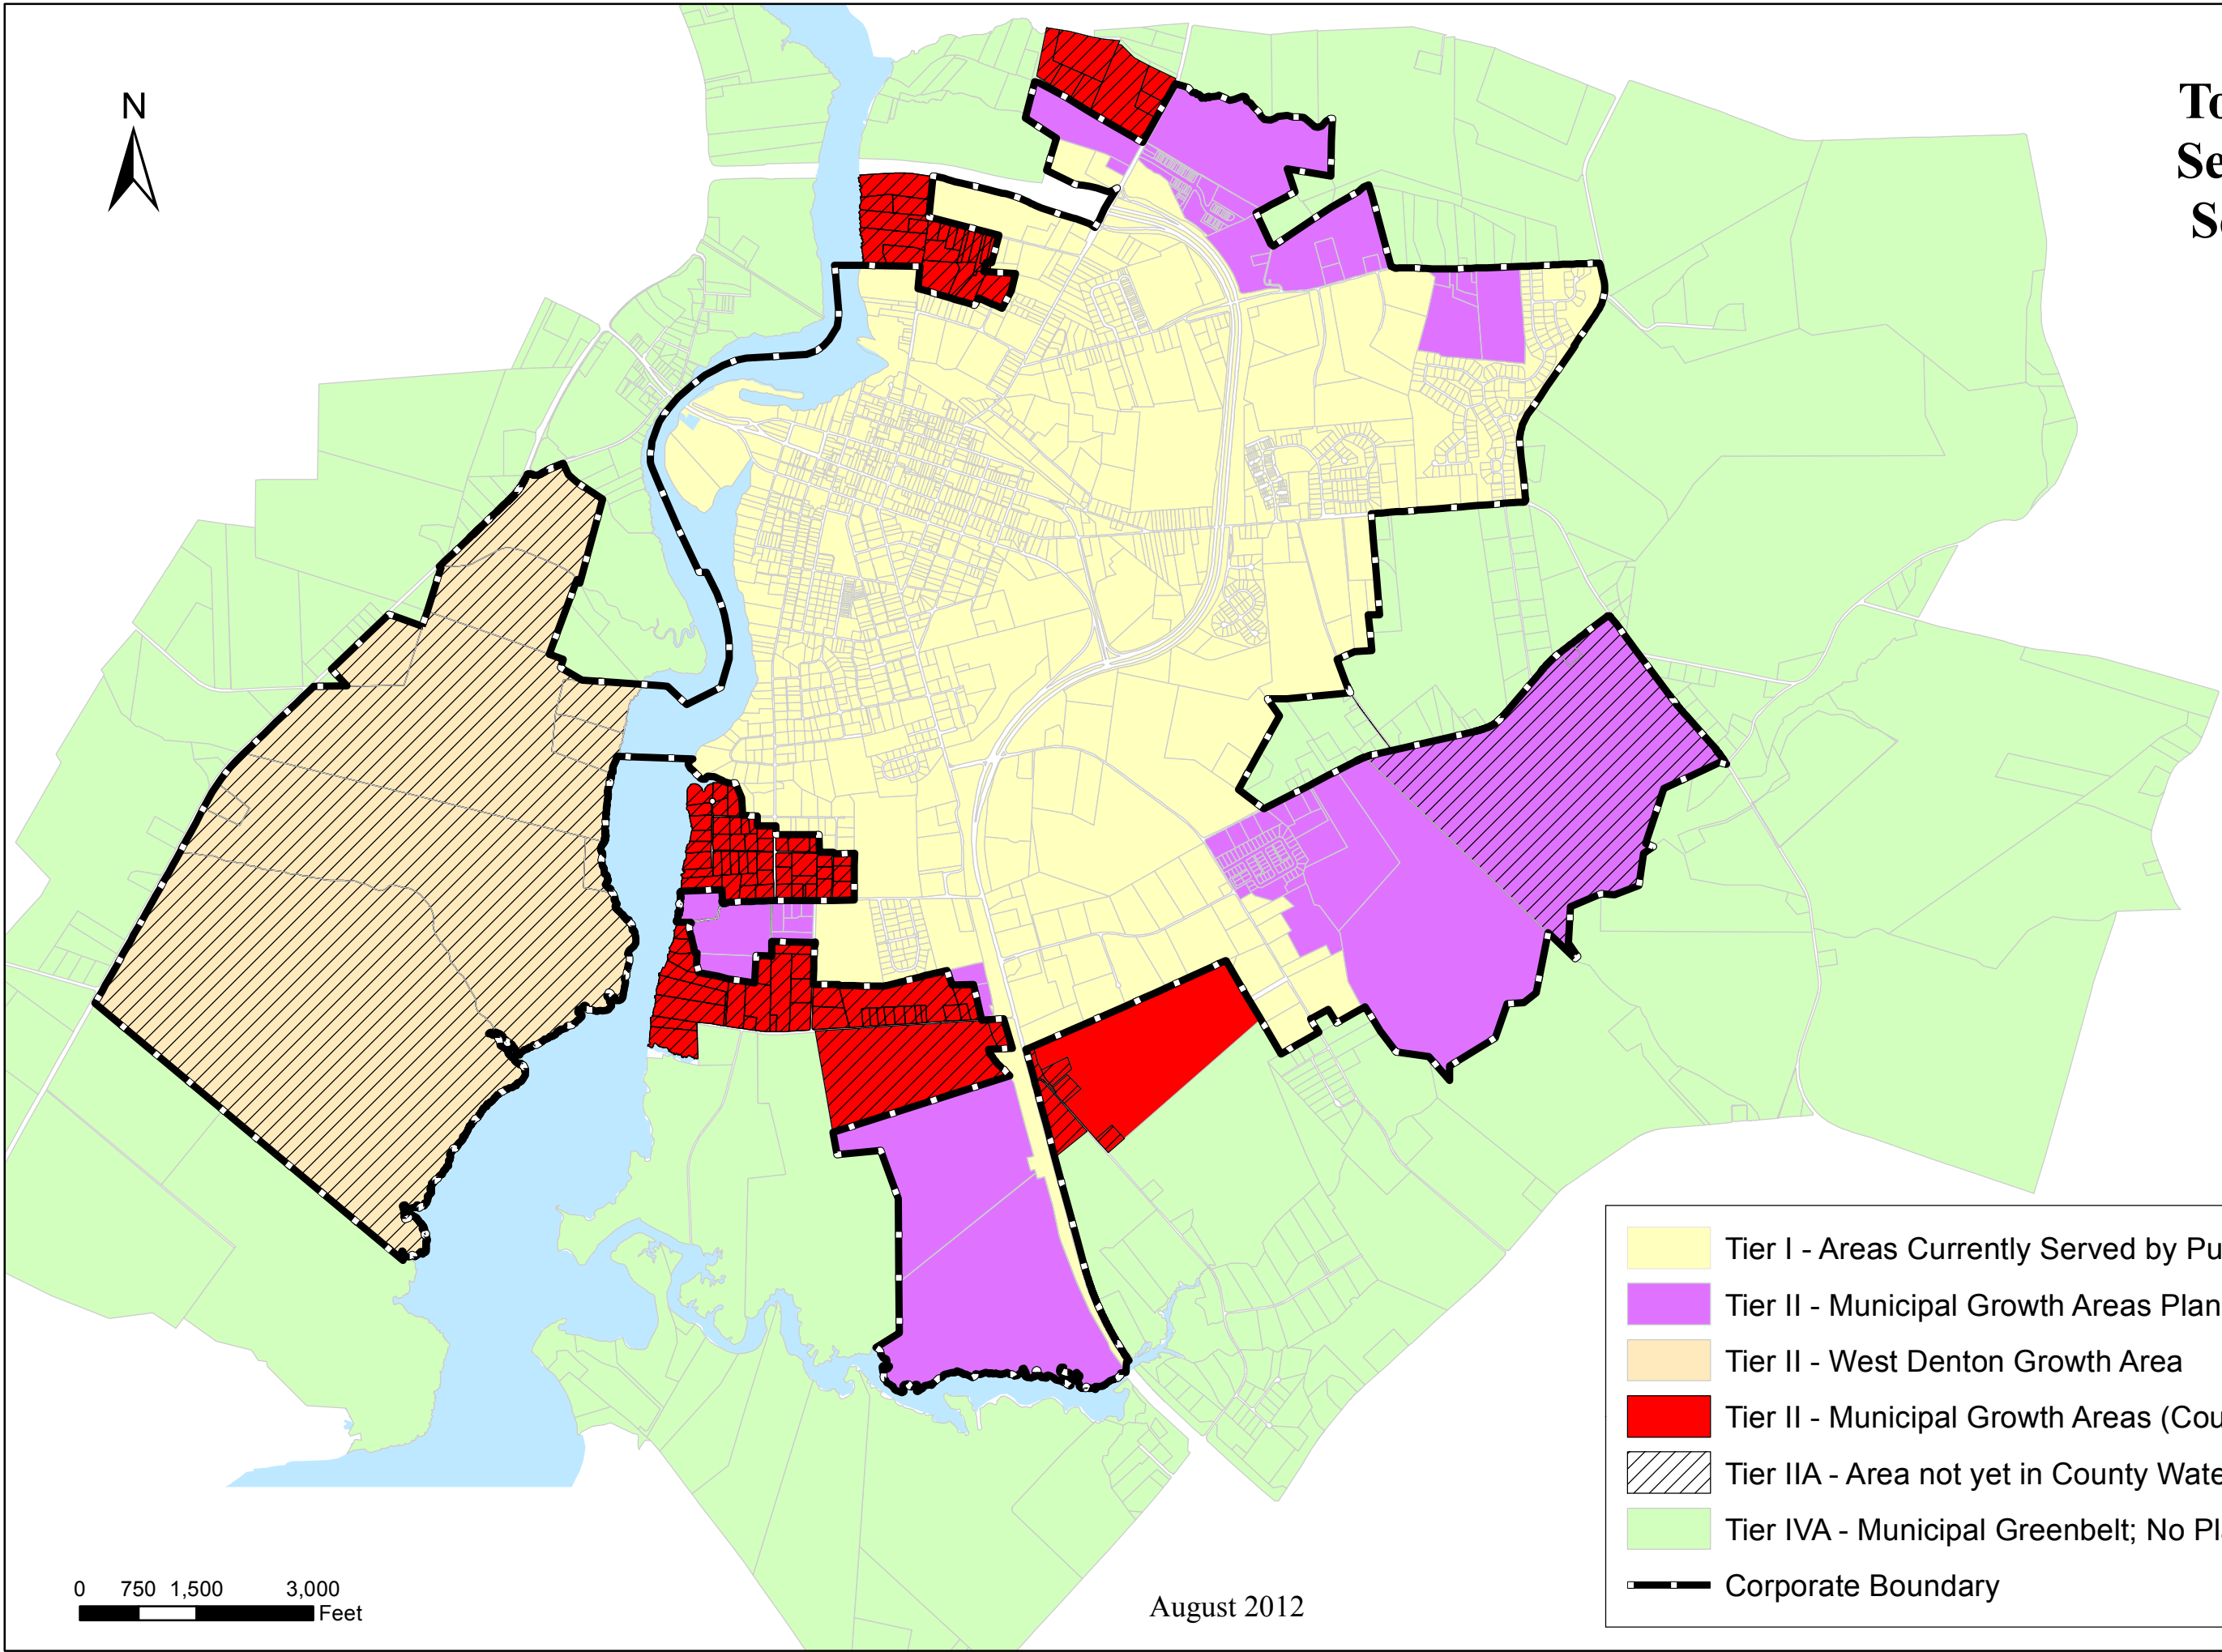 N
To
Se
Tier I - Areas Currently Served by Pu
Tier II - Municipal Growth Areas Plan
Tier II - West Denton Growth Area
Tier II - Municipal Growth Areas (Cou
Tier IIA - Area not yet in County Wate
Tier IVA - Municipal Greenbelt; No Pl
Corporate Boundary
0 750 1,500 3,000
Feet
August 2012